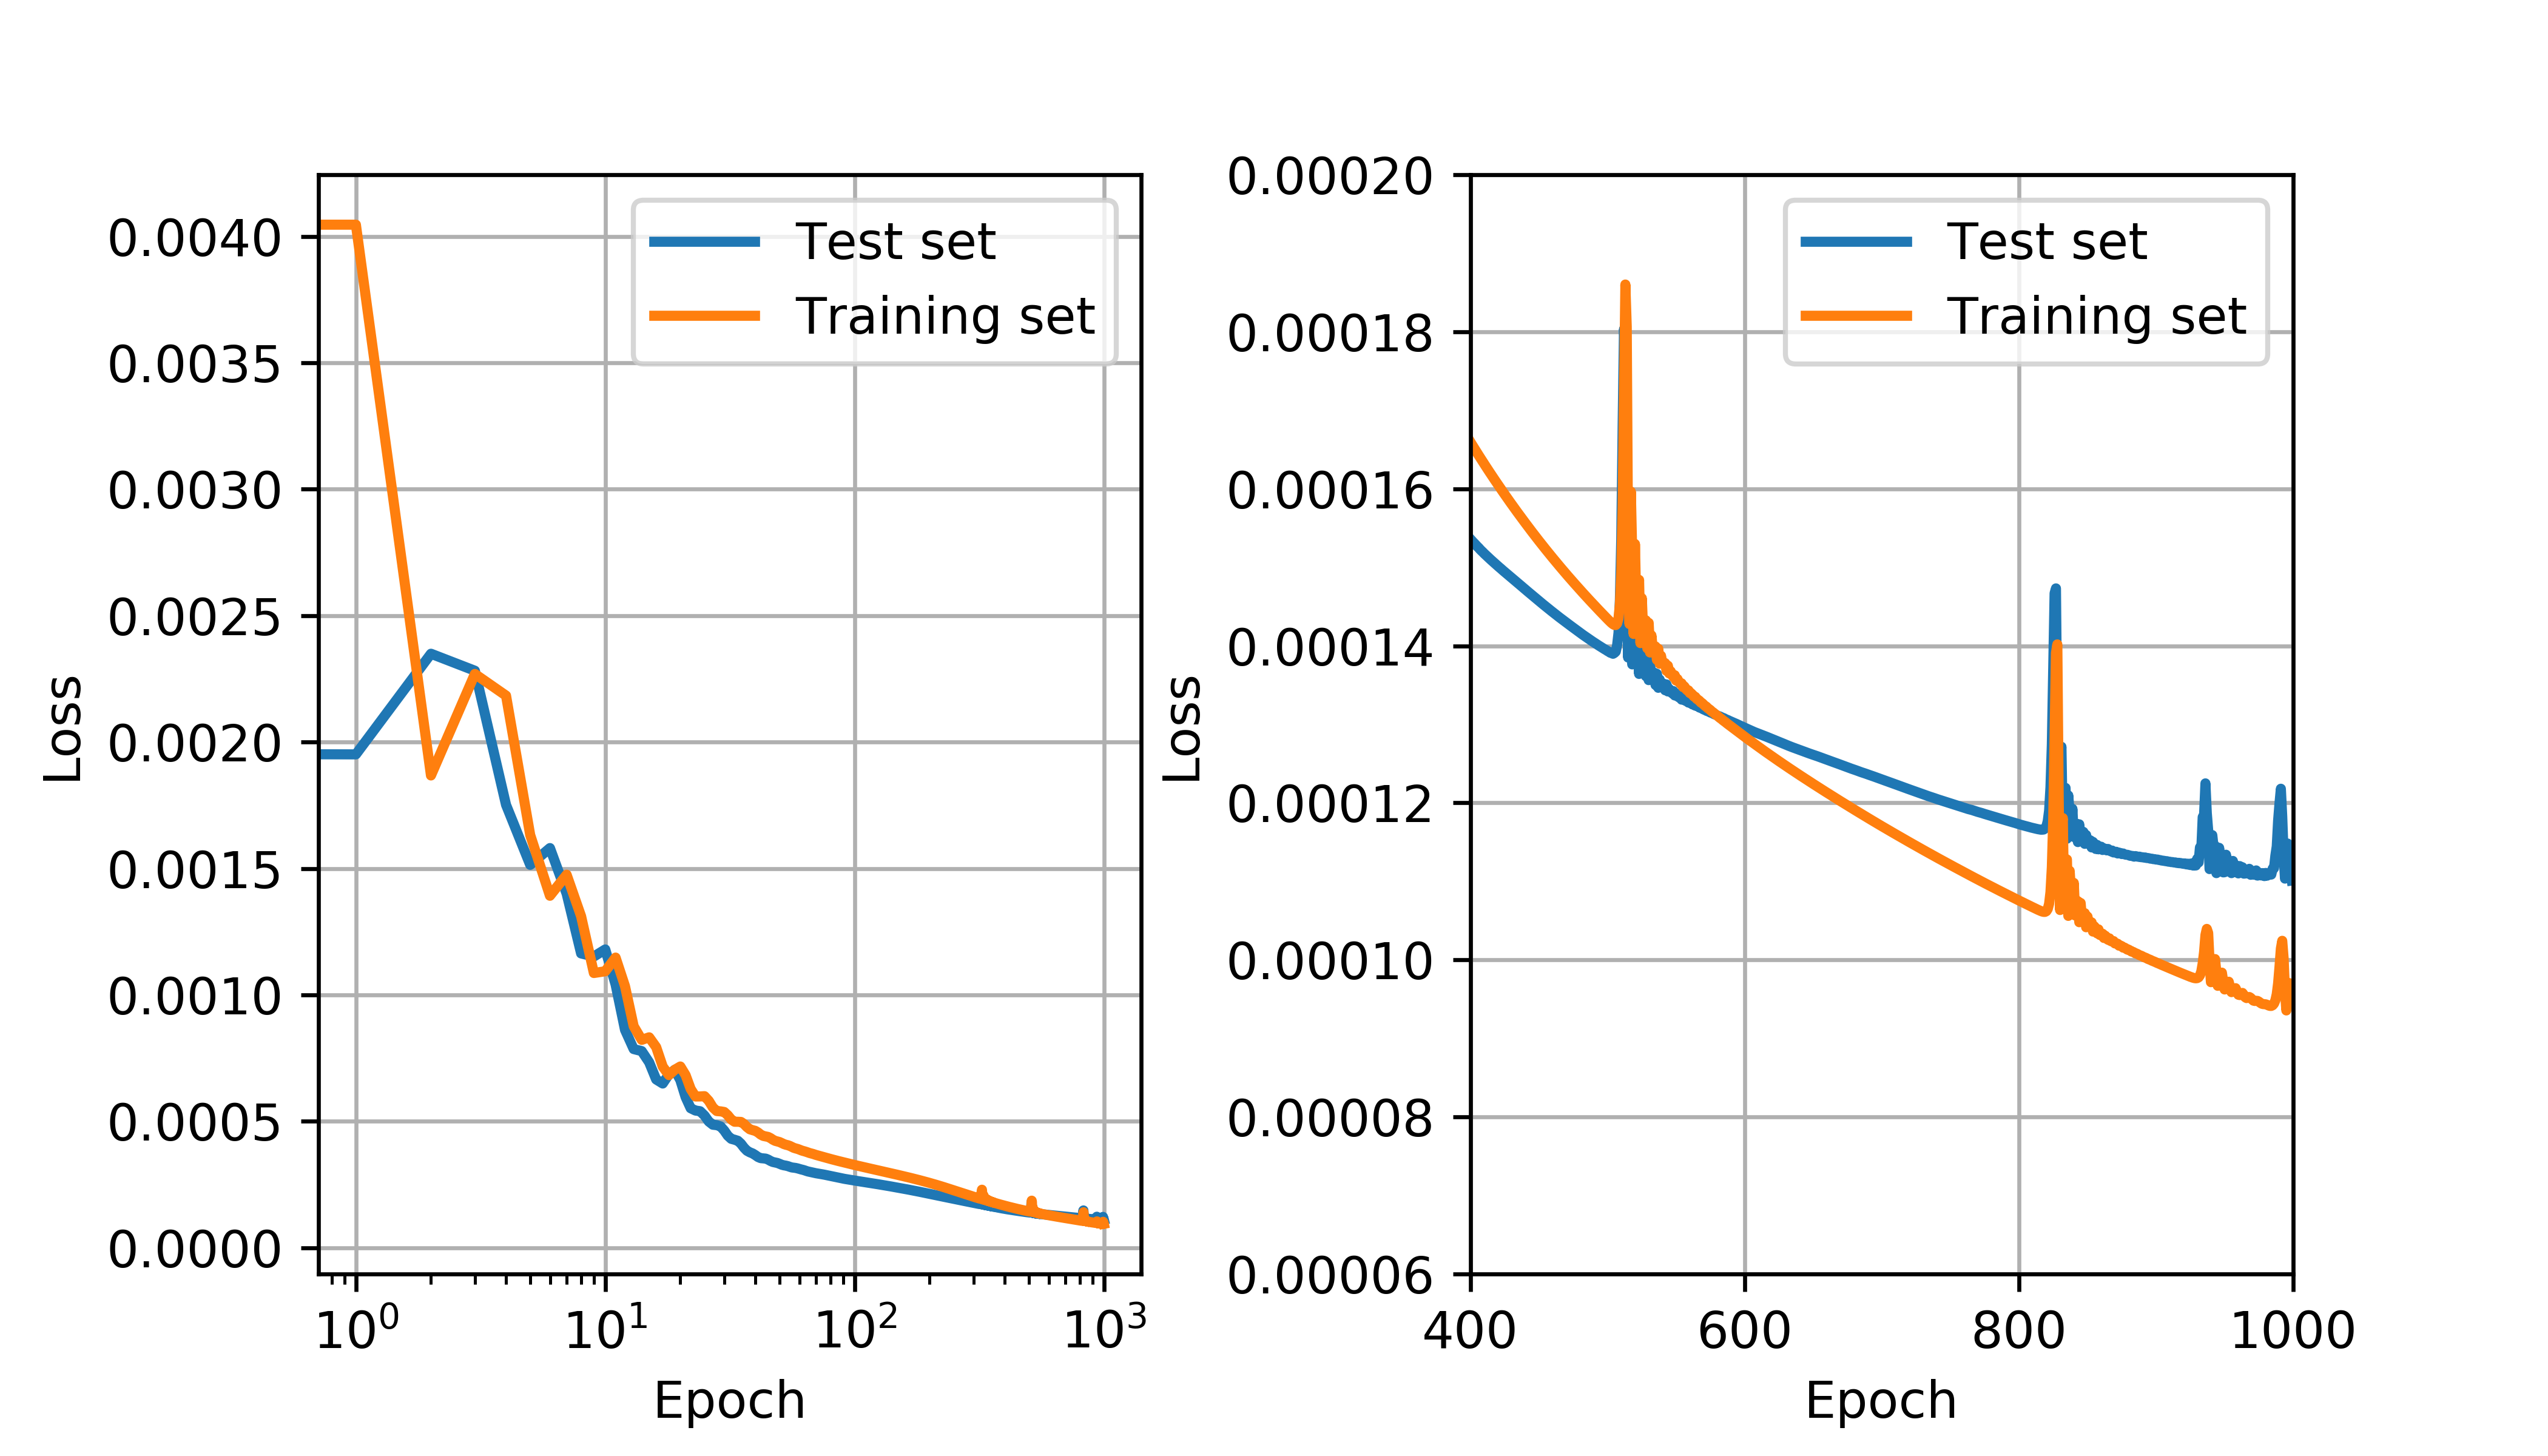 0.0040
0.0035
0.0030
0.0025
0.0020
0.0015
0.0010
0.0005
0.0000
Loss
10⁰ 10¹ 10² 10³
Epoch
Test set
Training set
0.00020
0.00018
0.00016
0.00014
0.00012
0.00010
0.00008
0.00006
Loss
400 600 800 1000
Epoch
Test set
Training set